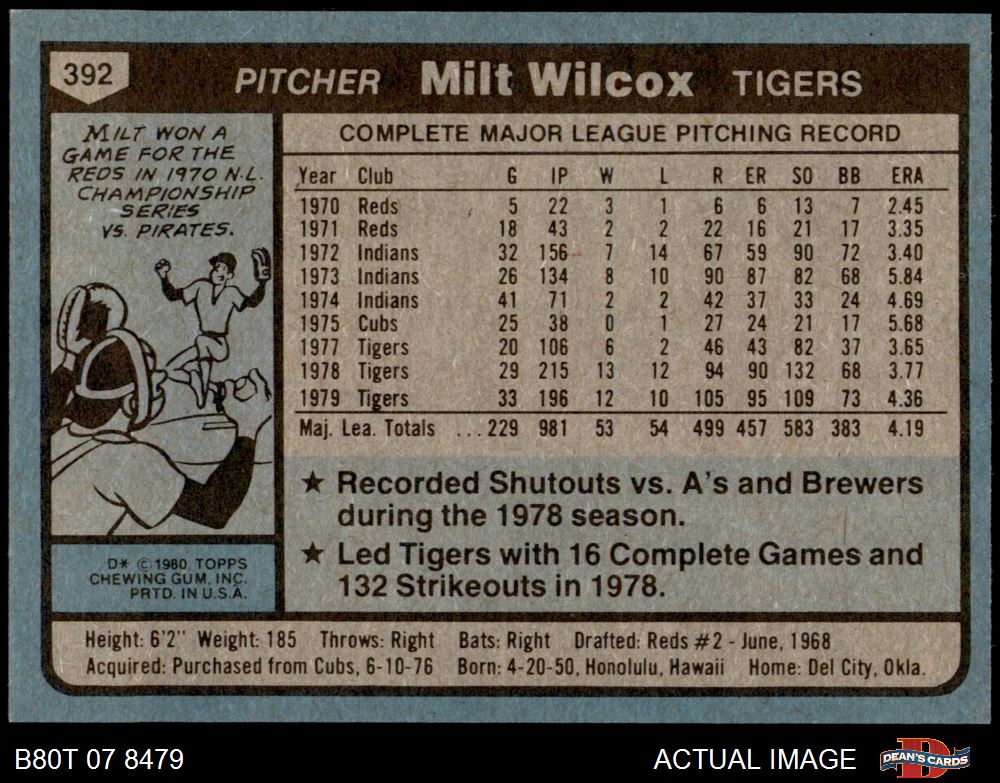 392
PITCHER Milt Wilcox TIGERS
MILT WON A
GAME FOR THE
REDS IN 1970 N.L.
CHAMPIONSHIP
SERIES
VS. PIRATES.
D* © 1980 TOPPS
CHEWING GUM, INC.
PRTD. IN U.S.A.
COMPLETE MAJOR LEAGUE PITCHING RECORD
Year Club G IP W L R ER SO BB ERA
1970 Reds 5 22 3 1 6 6 13 7 2.45
1971 Reds 18 43 2 2 22 16 21 17 3.35
1972 Indians 32 156 7 14 67 59 90 72 3.40
1973 Indians 26 134 8 10 90 87 82 68 5.84
1974 Indians 41 71 2 2 42 37 33 24 4.69
1975 Cubs 25 38 0 1 27 24 21 17 5.68
1977 Tigers 20 106 6 2 46 43 82 37 3.65
1978 Tigers 29 215 13 12 94 90 132 68 3.77
1979 Tigers 33 196 12 10 105 95 109 73 4.36
Maj. Lea. Totals ...229 981 53 54 499 457 583 383 4.19
★ Recorded Shutouts vs. A's and Brewers
during the 1978 season.
★ Led Tigers with 16 Complete Games and
132 Strikeouts in 1978.
Height: 6'2" Weight: 185 Throws: Right Bats: Right Drafted: Reds #2 - June, 1968
Acquired: Purchased from Cubs, 6-10-76 Born: 4-20-50, Honolulu, Hawaii Home: Del City, Okla.
B80T 07 8479
ACTUAL IMAGE
D
DEAN'S CARDS